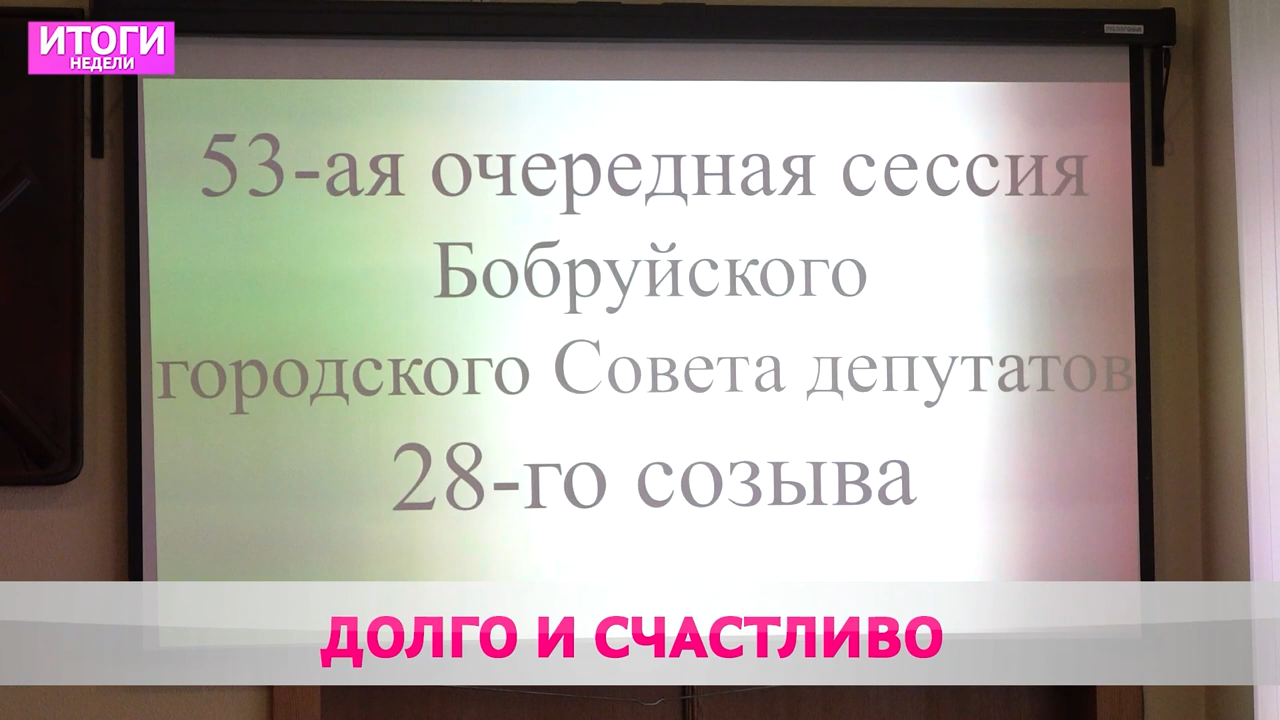 ИТОГИ
НЕДЕЛИ
53-ая очередная сессия
Бобруйского
городского Совета депутатов
28-го созыва
ДОЛГО И СЧАСТЛИВО